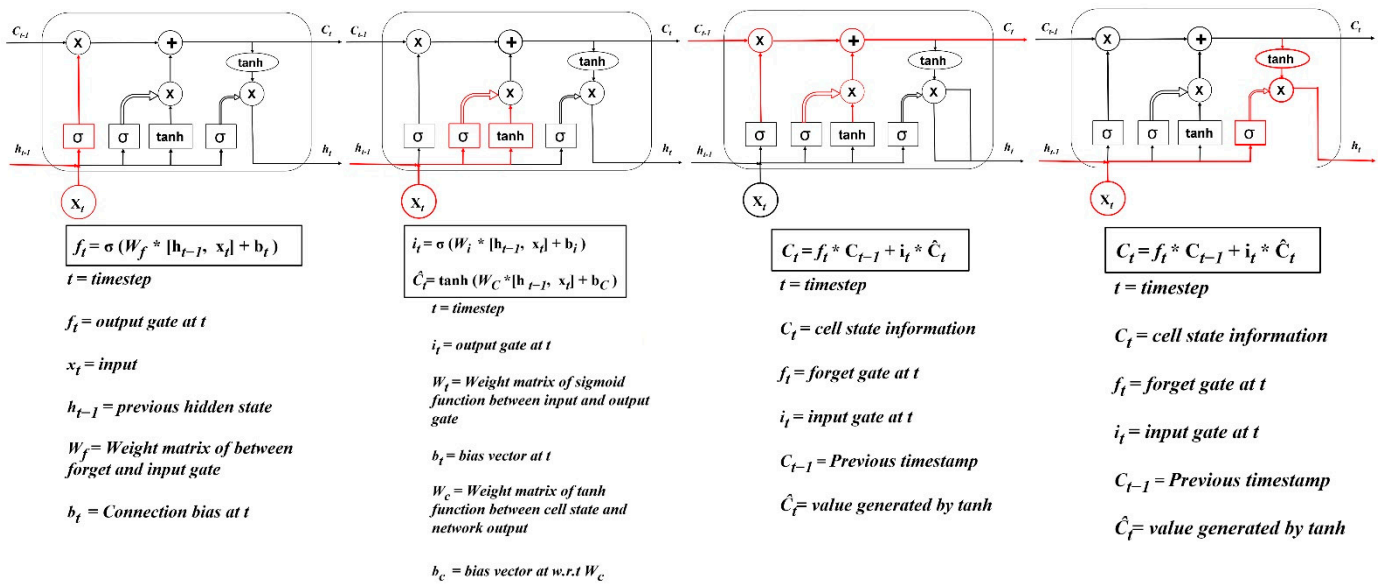 C_{t-1} x + C_t
tanh
x
σ σ tanh σ
h_{t-1} h_t
X_t
f_t = σ (W_f * [h_{t-1}, x_t] + b_t )
t = timestep
f_t = output gate at t
x_t = input
h_{t-1} = previous hidden state
W_f = Weight matrix of between
forget and input gate
b_t = Connection bias at t
C_{t-1} x + C_t
tanh
x x
σ σ tanh σ
h_{t-1} h_t
X_t
i_t = σ (W_i * [h_{t-1}, x_t] + b_i )
Ĉ_t = tanh (W_C *[h_{t-1}, x_t] + b_C )
t = timestep
i_t = output gate at t
W_t = Weight matrix of sigmoid
function between input and output
gate
b_t = bias vector at t
W_c = Weight matrix of tanh
function between cell state and
network output
b_c = bias vector at w.r.t W_c
C_{t-1} x + C_t
tanh
x x
σ σ tanh σ
h_{t-1} h_t
X_t
C_t = f_t * C_{t-1} + i_t * Ĉ_t
t = timestep
C_t = cell state information
f_t = forget gate at t
i_t = input gate at t
C_{t-1} = Previous timestamp
Ĉ_t = value generated by tanh
C_{t-1} x + C_t
tanh
x x
σ σ tanh σ
h_{t-1} h_t
X_t
C_t = f_t * C_{t-1} + i_t * Ĉ_t
t = timestep
C_t = cell state information
f_t = forget gate at t
i_t = input gate at t
C_{t-1} = Previous timestamp
Ĉ_t = value generated by tanh